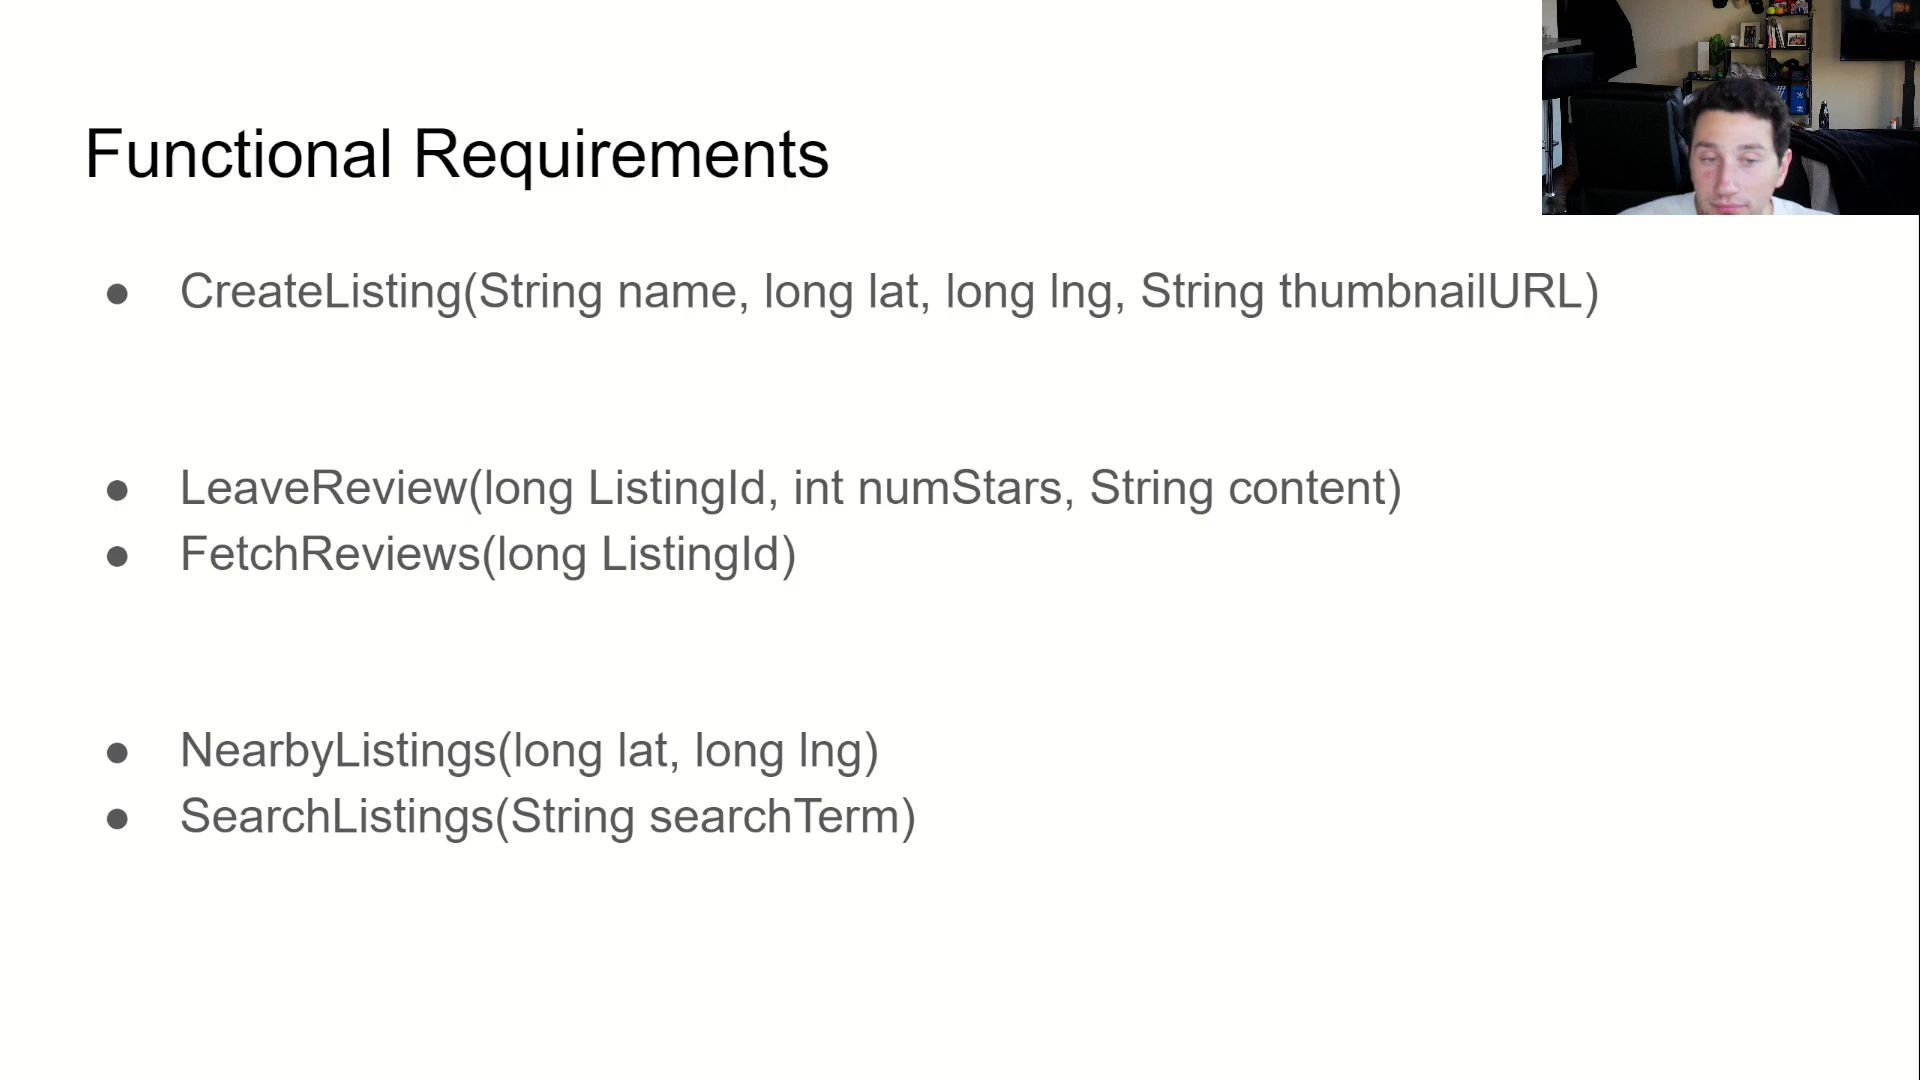 Functional Requirements
● CreateListing(String name, long lat, long lng, String thumbnailURL)
● LeaveReview(long ListingId, int numStars, String content)
● FetchReviews(long ListingId)
● NearbyListings(long lat, long lng)
● SearchListings(String searchTerm)